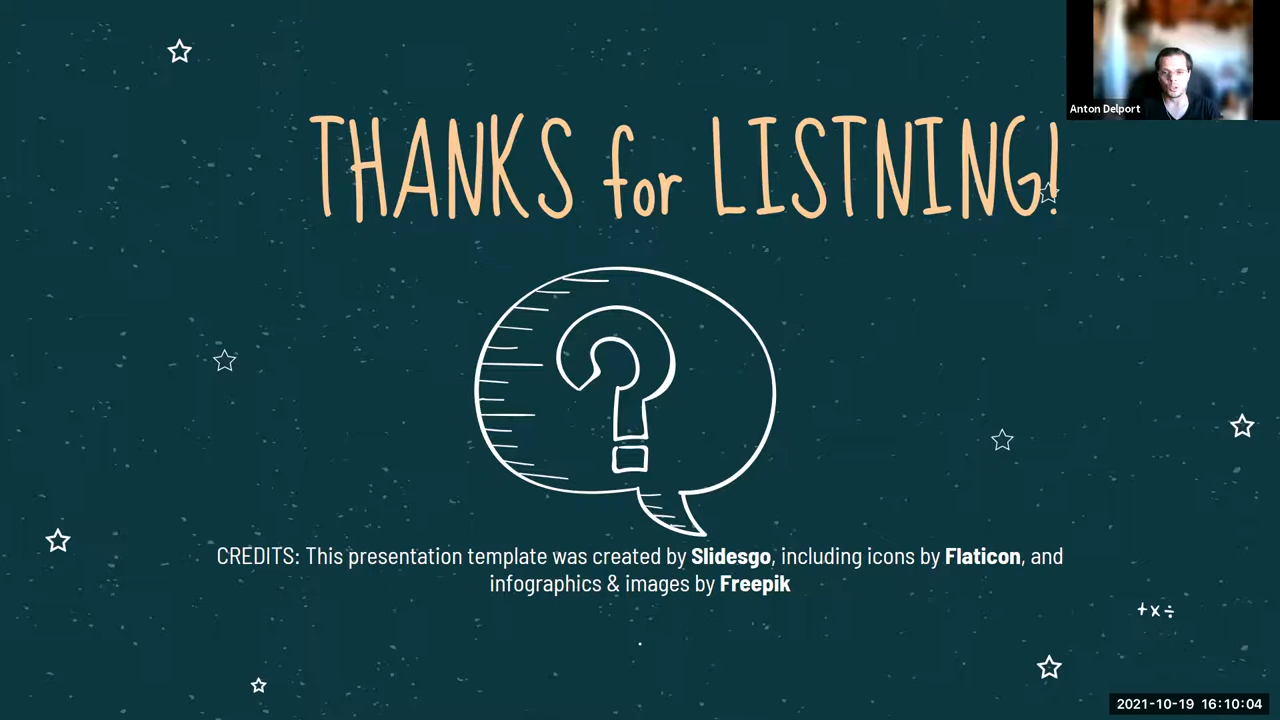 Anton Delport
THANKS for LISTNING!
CREDITS: This presentation template was created by Slidesgo, including icons by Flaticon, and
infographics & images by Freepik
+×÷
2021-10-19 16:10:04